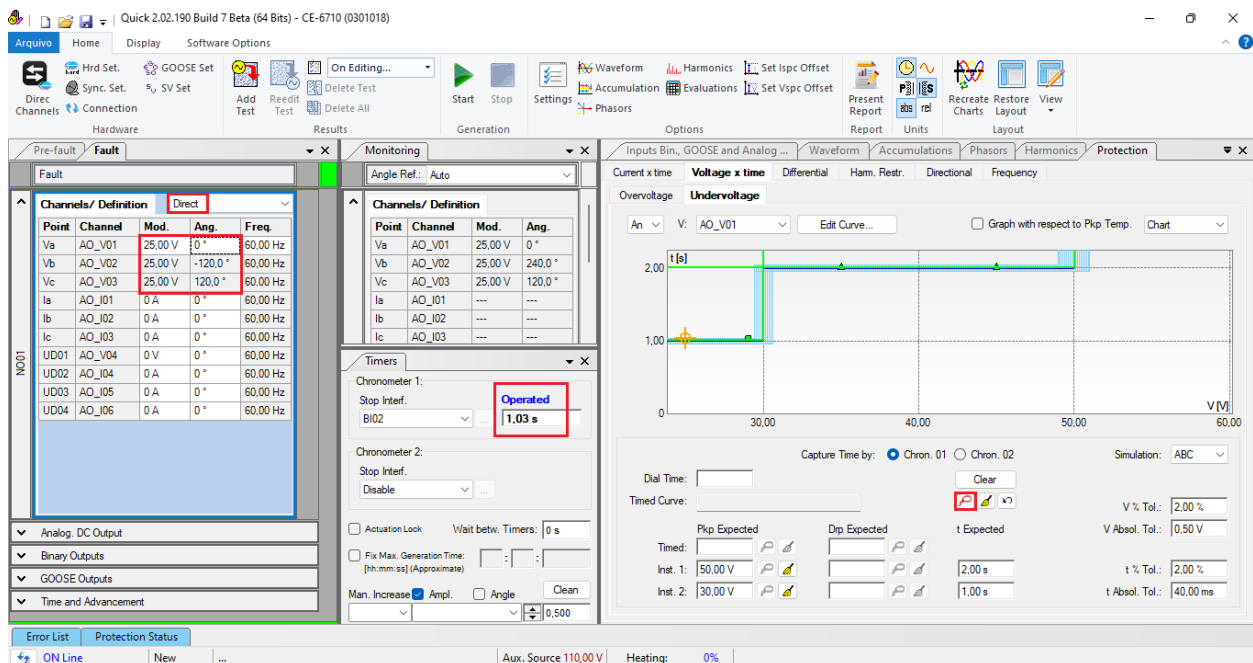 Quick 2.02.190 Build 7 Beta (64 Bits) - CE-6710 (0301018)
Arquivo Home Display Software Options
Direc Channels
Hrd Set.
Sync. Set.
Connection
GOOSE Set
SV Set
Hardware
Add Test
Reedit Test
On Editing...
Delete Test
Delete All
Results
Start Stop
Generation
Settings
Waveform Harmonics Set Ispc Offset
Accumulation Evaluations Set Vspc Offset
Phasors
Options
Present Report
Report
abs rel
Units
Recreate Charts
Restore Layout
View
Layout
Pre-fault Fault
Fault
NO01
Channels/ Definition Direct
Point Channel Mod. Ang. Freq.
Va AO_V01 25,00 V 0 ° 60,00 Hz
Vb AO_V02 25,00 V -120,0 ° 60,00 Hz
Vc AO_V03 25,00 V 120,0 ° 60,00 Hz
Ia AO_I01 0 A 0 ° 60,00 Hz
Ib AO_I02 0 A 0 ° 60,00 Hz
Ic AO_I03 0 A 0 ° 60,00 Hz
UD01 AO_V04 0 V 0 ° 60,00 Hz
UD02 AO_I04 0 A 0 ° 60,00 Hz
UD03 AO_I05 0 A 0 ° 60,00 Hz
UD04 AO_I06 0 A 0 ° 60,00 Hz
Analog. DC Output
Binary Outputs
GOOSE Outputs
Time and Advancement
Monitoring
Angle Ref.: Auto
Channels/ Definition
Point Channel Mod. Ang.
Va AO_V01 25,00 V 0 °
Vb AO_V02 25,00 V 240,0 °
Vc AO_V03 25,00 V 120,0 °
Ia AO_I01 --- ---
Ib AO_I02 --- ---
Ic AO_I03 --- ---
Timers
Chronometer 1:
Stop Interf. Operated
BI02 ... 1,03 s
Chronometer 2:
Stop Interf.
Disable ...
Actuation Lock Wait betw. Timers: 0 s
Fix Max. Generation Time: : :
[hh:mm:ss] (Approximate)
Clean
Man. Increase Ampl. Angle
0,500
Inputs Bin., GOOSE and Analog ... Waveform Accumulations Phasors Harmonics Protection
Current x time Voltage x time Differential Harm. Restr. Directional Frequency
Overvoltage Undervoltage
An V: AO_V01 Edit Curve... Graph with respect to Pkp Temp. Chart
t [s]
2,00
1,00
0
30,00 40,00 50,00 60,00
V [V]
Capture Time by: Chron. 01 Chron. 02 Simulation: ABC
Dial Time: Clear
Timed Curve:
V % Tol.: 2,00 %
Pkp Expected Drp Expected t Expected V Absol. Tol.: 0,50 V
Timed:
Inst. 1: 50,00 V 2,00 s t % Tol.: 2,00 %
Inst. 2: 30,00 V 1,00 s t Absol. Tol.: 40,00 ms
Error List Protection Status
ON Line New ... Aux. Source 110,00 V Heating: 0%